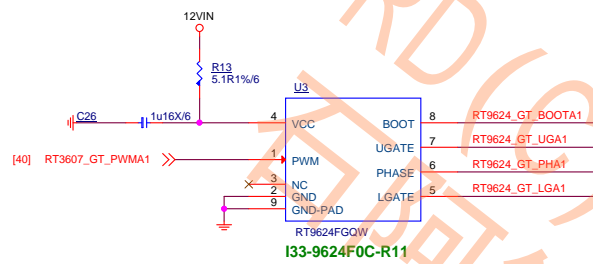 12VIN
R13
5.1R1%/6
U3
C26
1u16X/6
4
VCC
BOOT
8
RT9624_GT_BOOTA1
UGATE
7
RT9624_GT_UGA1
[40]
RT3607_GT_PWMA1
1
PWM
PHASE
6
RT9624_GT_PHA1
3
NC
2
GND
LGATE
5
RT9624_GT_LGA1
9
GND-PAD
RT9624FGQW
I33-9624F0C-R11
RD(C)